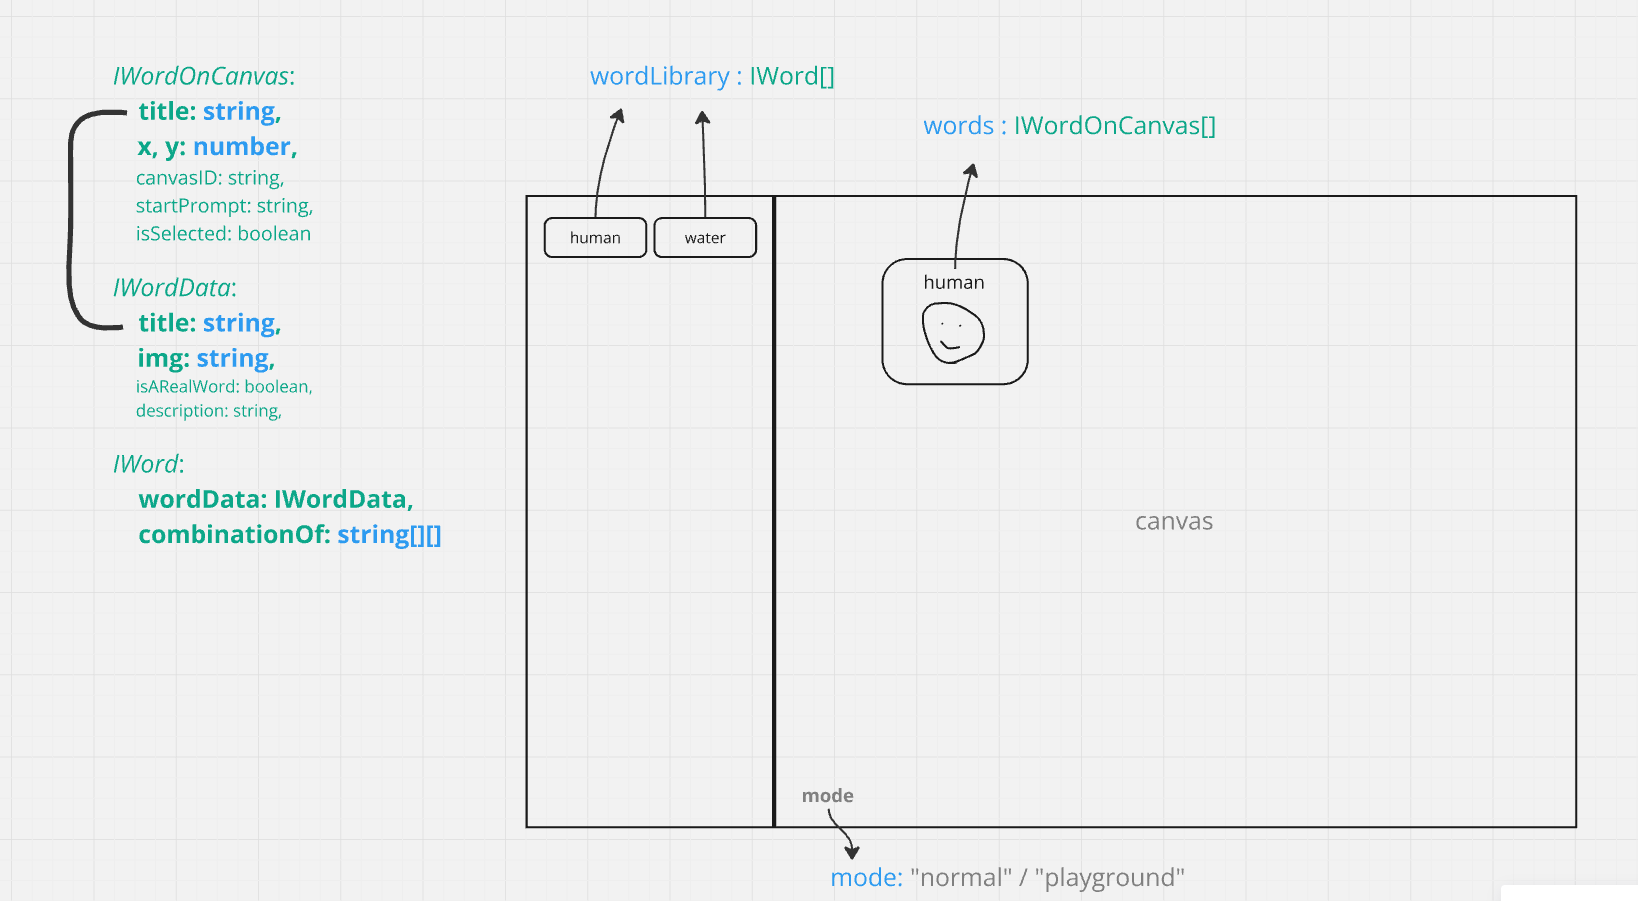 IWordOnCanvas:
title: string,
x, y: number,
canvasID: string,
startPrompt: string,
isSelected: boolean
IWordData:
title: string,
img: string,
isARealWord: boolean,
description: string,
IWord:
wordData: IWordData,
combinationOf: string[][]
wordLibrary : IWord[]
words : IWordOnCanvas[]
human
water
human
canvas
mode
mode: "normal" / "playground"